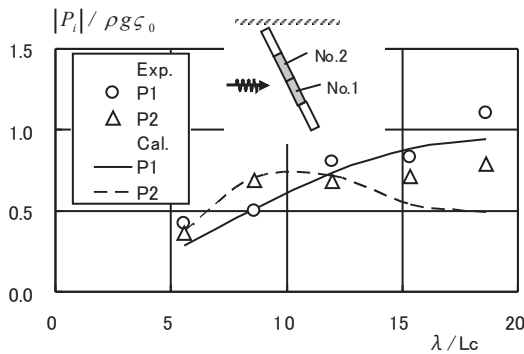 |Pᵢ| / ρgς₀
1.5
1.0
0.5
0.0
Exp.
P1
P2
Cal.
P1
P2
No.2
No.1
0 5 10 15 20
λ/Lc